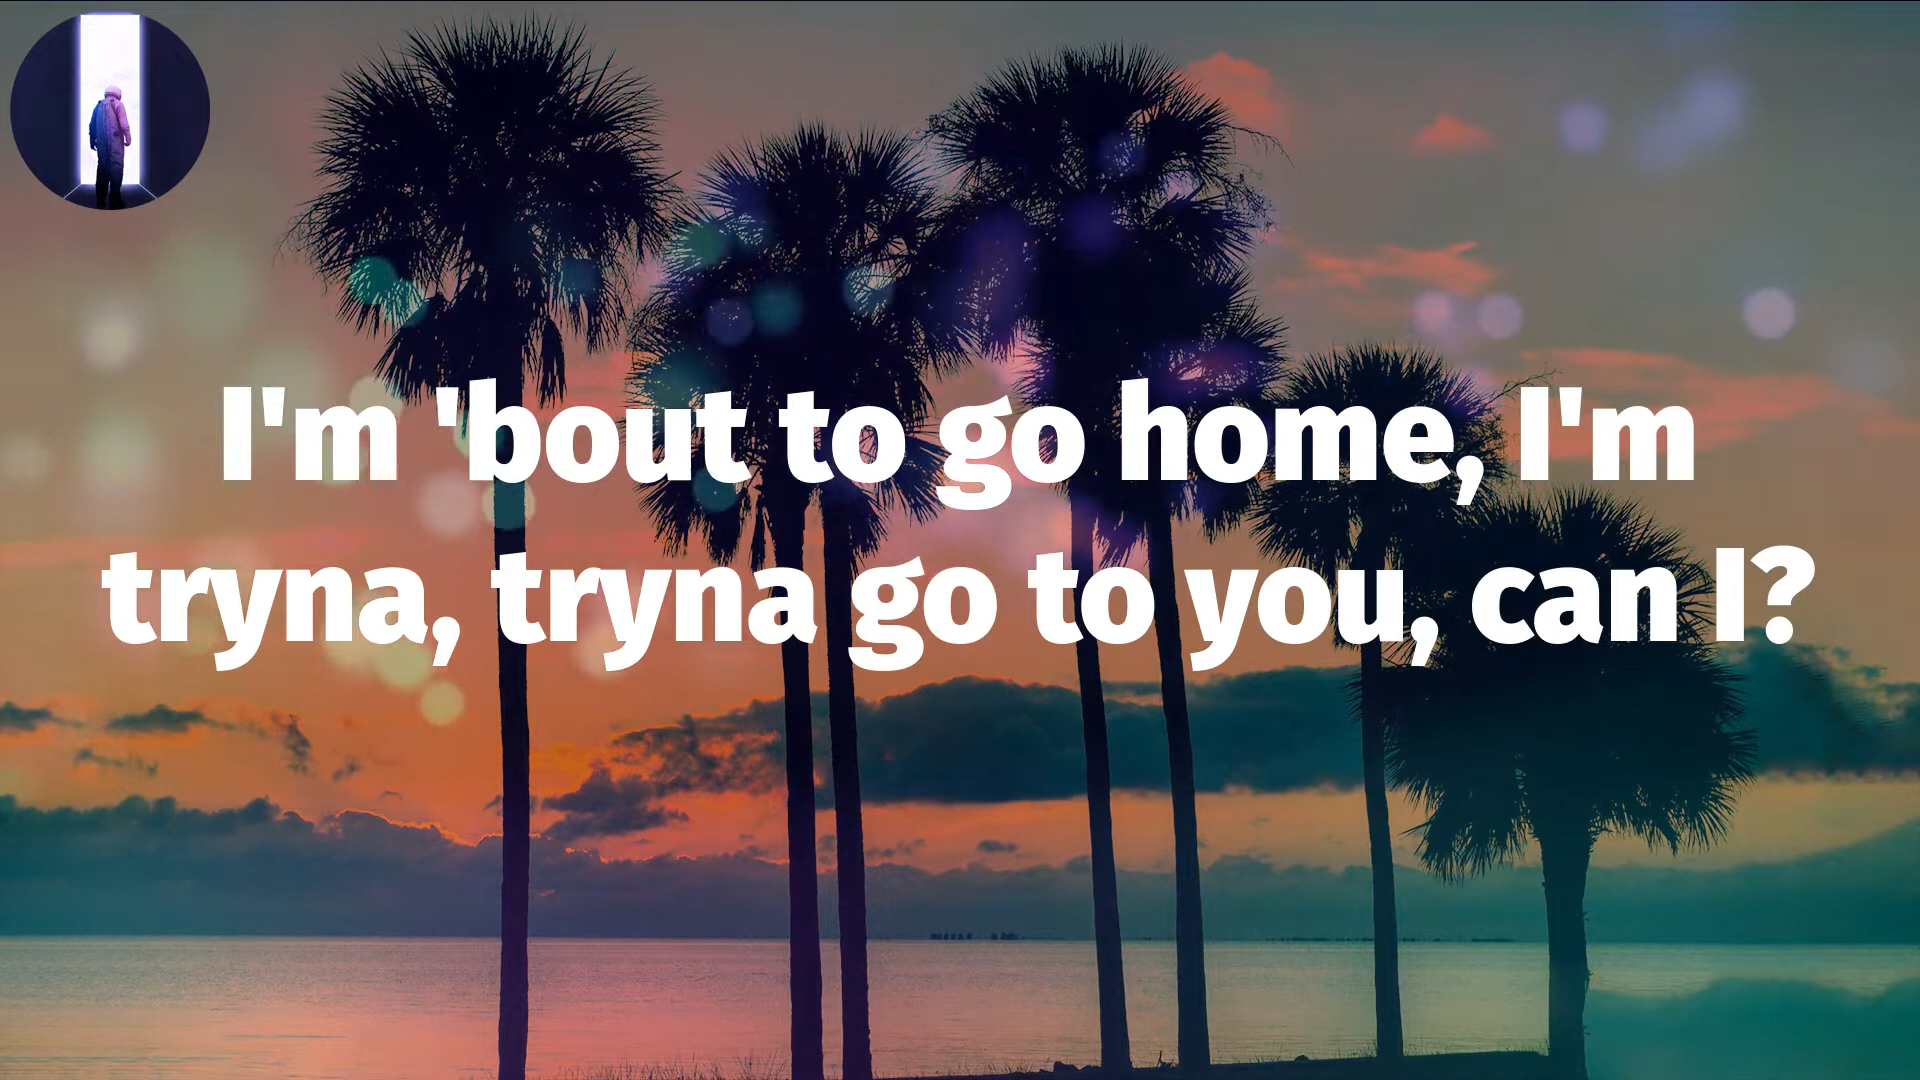 I'm 'bout to go home, I'm
tryna, tryna go to you, can I?